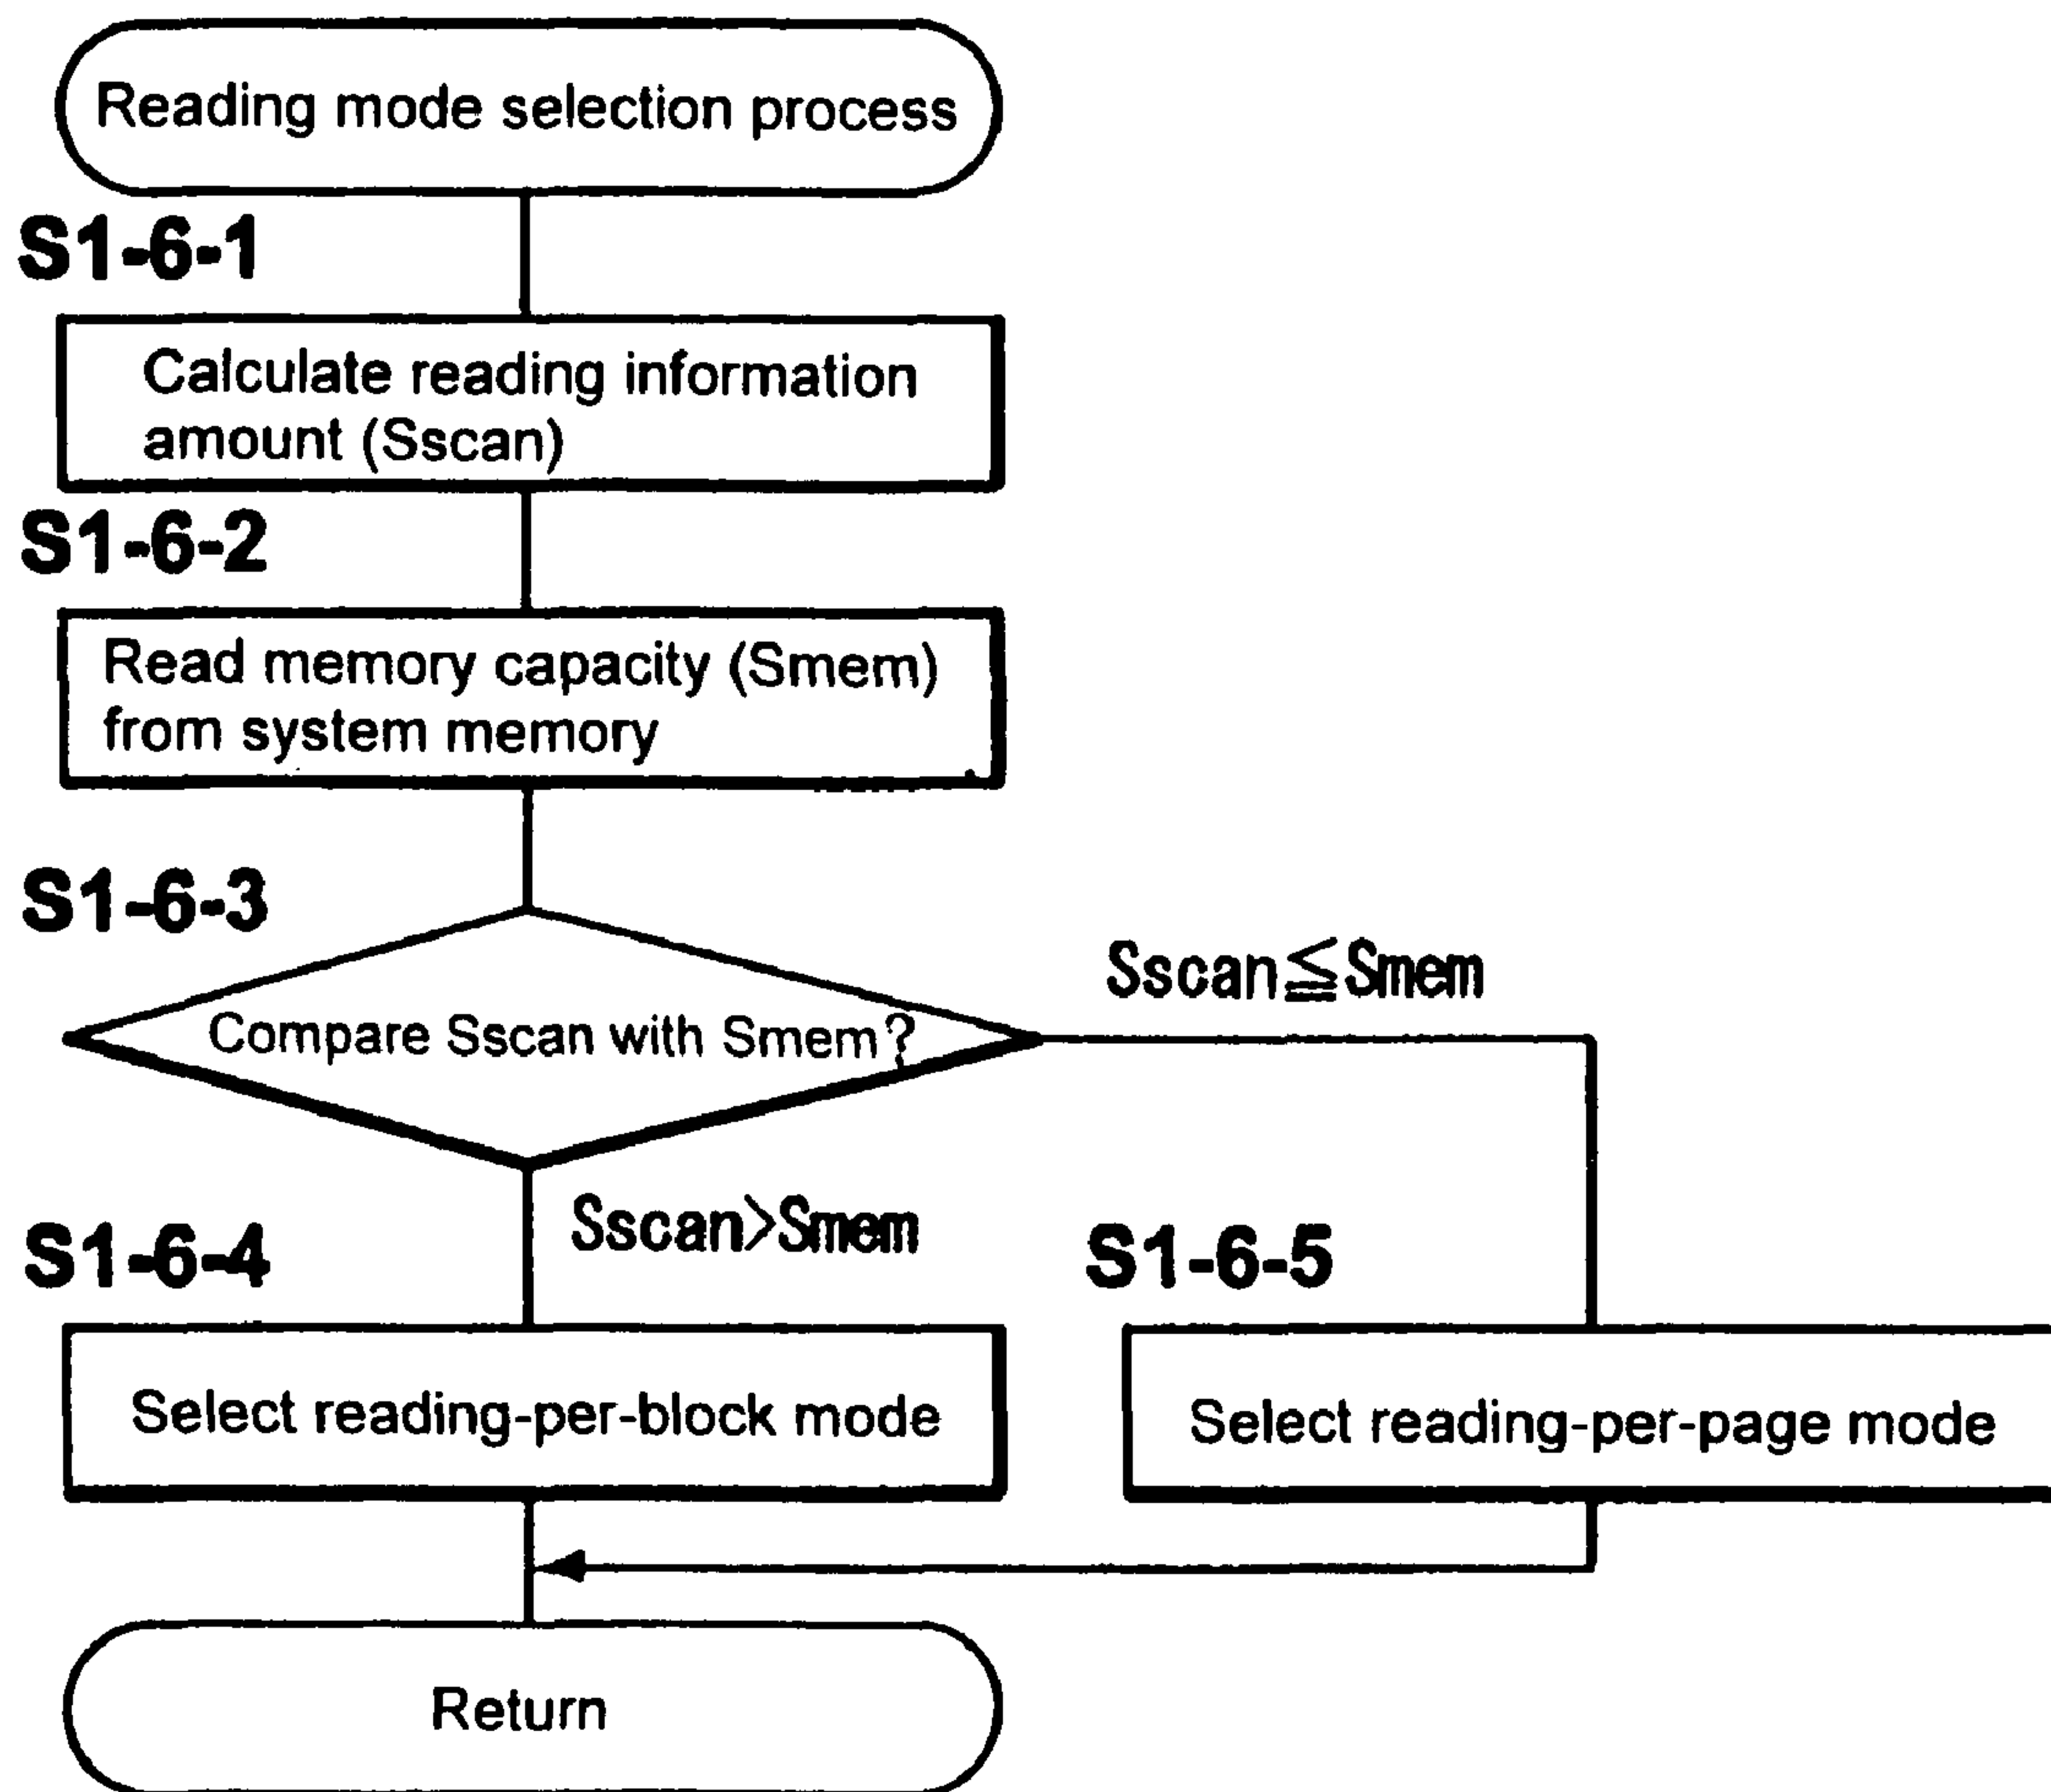 Reading mode selection process
S1-6-1
Calculate reading information
amount (Sscan)
S1-6-2
Read memory capacity (Smem)
from system memory
S1-6-3
Compare Sscan with Smem?
Sscan≦Smem
Sscan>Smem
S1-6-4
Select reading-per-block mode
S1-6-5
Select reading-per-page mode
Return